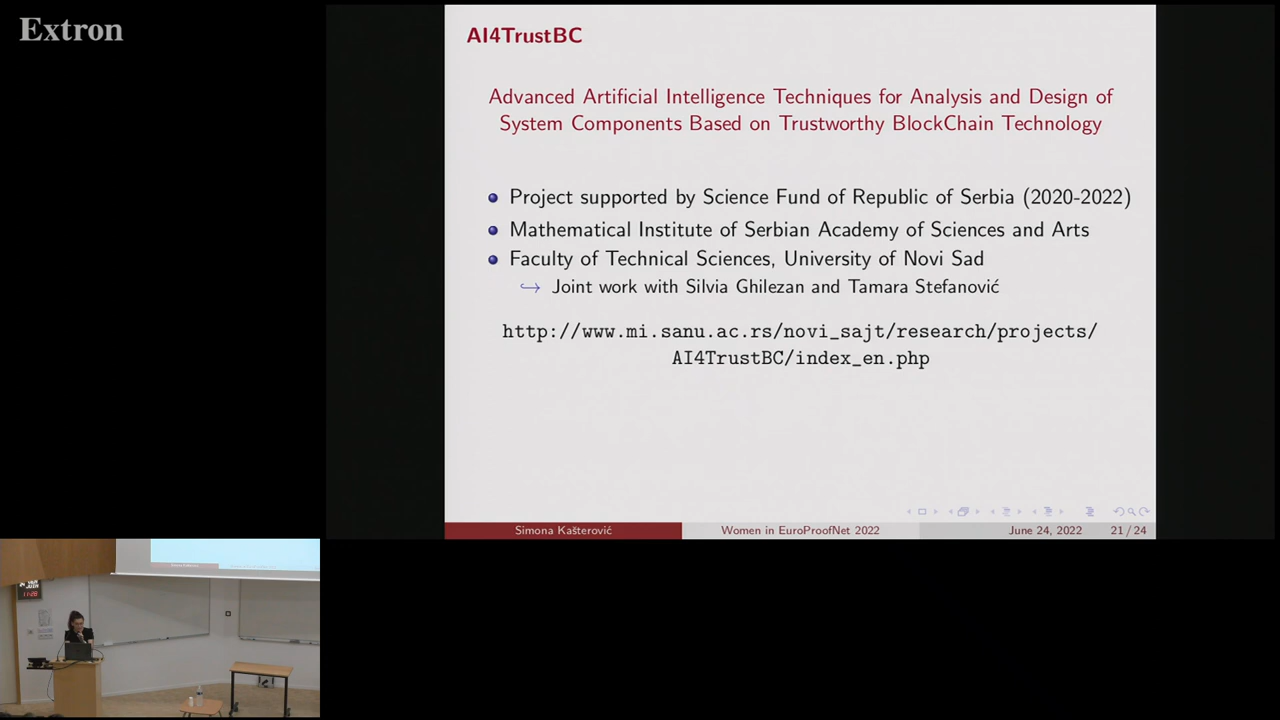 Extron
AI4TrustBC
Advanced Artificial Intelligence Techniques for Analysis and Design of
System Components Based on Trustworthy BlockChain Technology
Project supported by Science Fund of Republic of Serbia (2020-2022)
Mathematical Institute of Serbian Academy of Sciences and Arts
Faculty of Technical Sciences, University of Novi Sad
↪ Joint work with Silvia Ghilezan and Tamara Stefanović
http://www.mi.sanu.ac.rs/novi_sajt/research/projects/
AI4TrustBC/index_en.php
Simona Kašterović
Women in EuroProofNet 2022
June 24, 2022
21 / 24
11:28